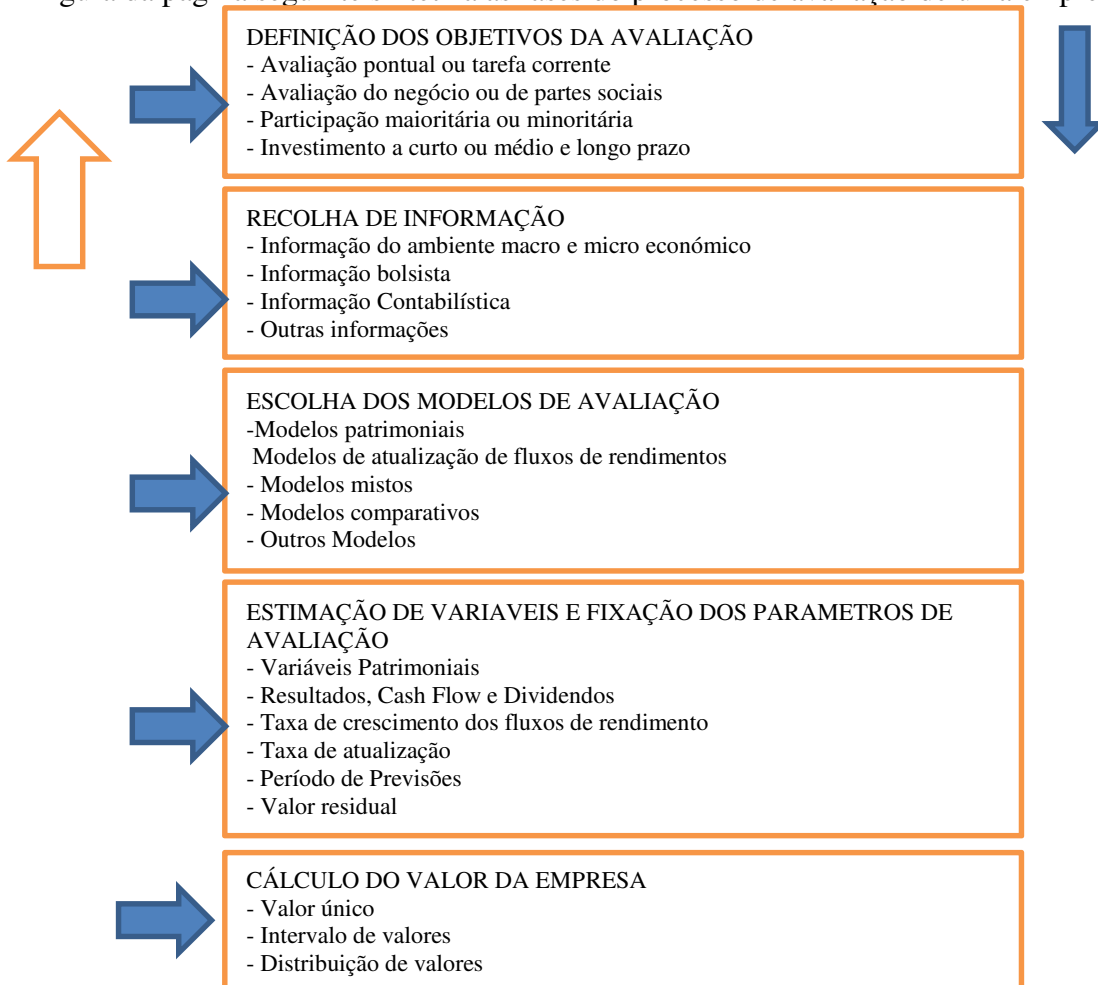 DEFINIÇÃO DOS OBJETIVOS DA AVALIAÇÃO
- Avaliação pontual ou tarefa corrente
- Avaliação do negócio ou de partes sociais
- Participação maioritária ou minoritária
- Investimento a curto ou médio e longo prazo
RECOLHA DE INFORMAÇÃO
- Informação do ambiente macro e micro económico
- Informação bolsista
- Informação Contabilística
- Outras informações
ESCOLHA DOS MODELOS DE AVALIAÇÃO
-Modelos patrimoniais
Modelos de atualização de fluxos de rendimentos
- Modelos mistos
- Modelos comparativos
- Outros Modelos
ESTIMAÇÃO DE VARIAVEIS E FIXAÇÃO DOS PARAMETROS DE
AVALIAÇÃO
- Variáveis Patrimoniais
- Resultados, Cash Flow e Dividendos
- Taxa de crescimento dos fluxos de rendimento
- Taxa de atualização
- Período de Previsões
- Valor residual
CÁLCULO DO VALOR DA EMPRESA
- Valor único
- Intervalo de valores
- Distribuição de valores